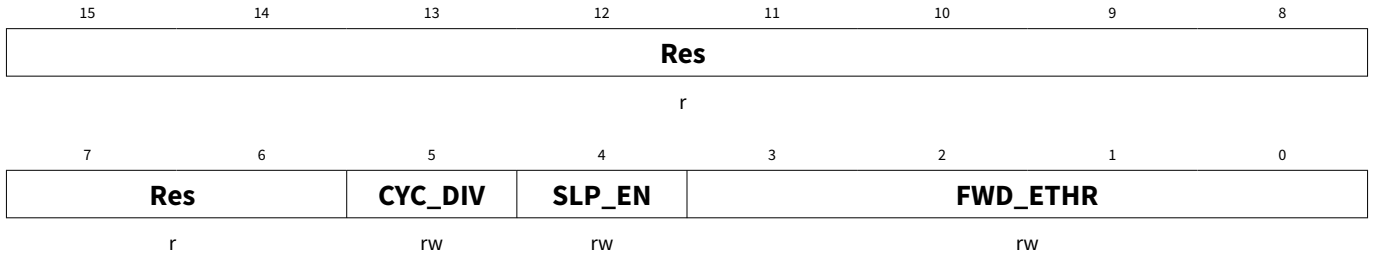 15 14 13 12 11 10 9 8
Res
r
7 6 5 4 3 2 1 0
Res CYC_DIV SLP_EN FWD_ETHR
r rw rw rw